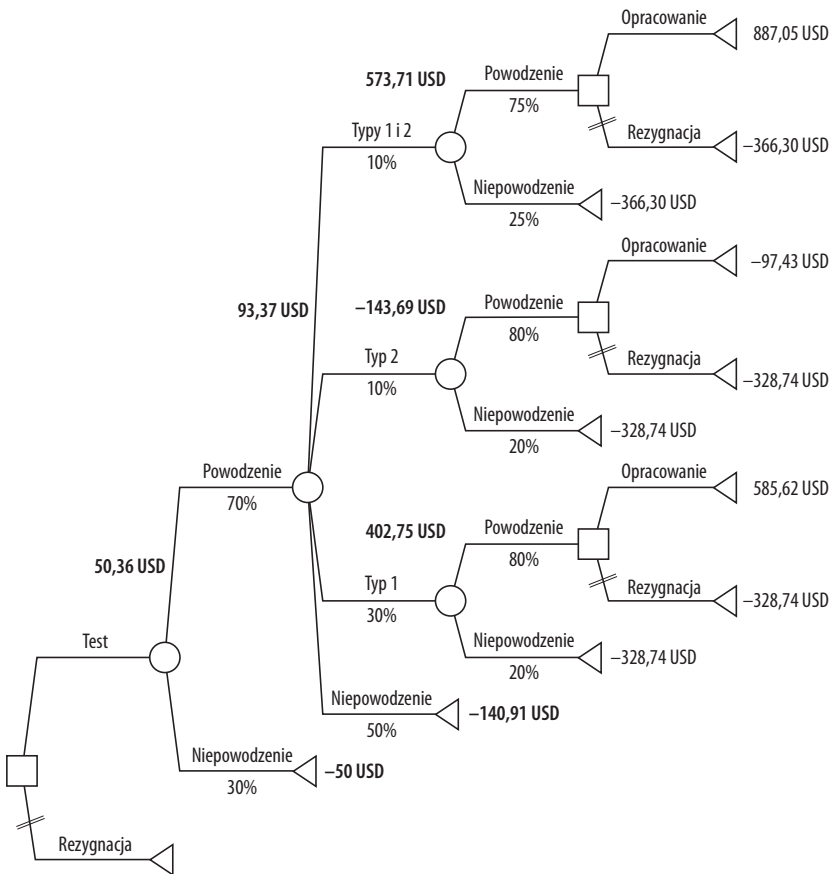 Opracowanie
887,05 USD
573,71 USD
Powodzenie
75%
Typy 1 i 2
10%
Rezygnacja
–366,30 USD
Niepowodzenie
25%
–366,30 USD
Opracowanie
–97,43 USD
93,37 USD
–143,69 USD
Powodzenie
80%
Typ 2
10%
Rezygnacja
–328,74 USD
Niepowodzenie
20%
–328,74 USD
Powodzenie
70%
Opracowanie
585,62 USD
402,75 USD
Powodzenie
80%
50,36 USD
Typ 1
30%
Rezygnacja
–328,74 USD
Niepowodzenie
20%
–328,74 USD
Test
Niepowodzenie
50%
–140,91 USD
Niepowodzenie
30%
–50 USD
Rezygnacja